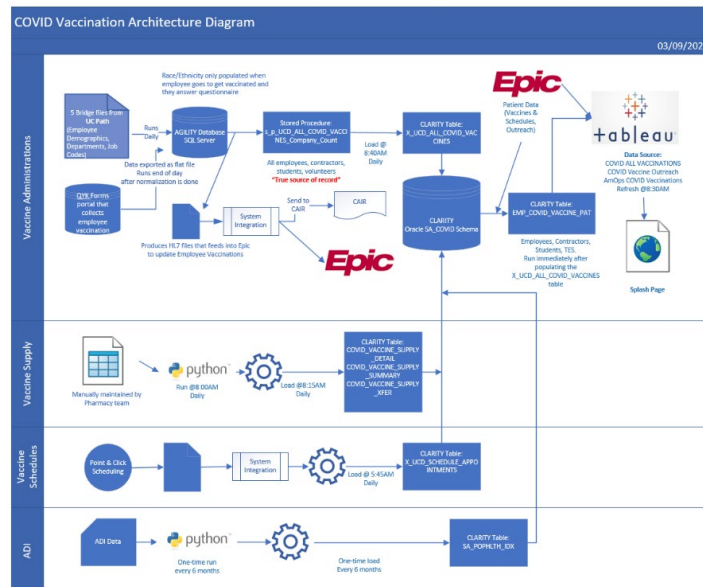 COVID Vaccination Architecture Diagram
03/09/202
Vaccine Administrations
5 Bridge files from
UC Path
(Employee
Demographics,
Departments, Job
Codes)
Runs
Daily
Race/Ethnicity only populated when
employee goes to get vaccinated and
they answer questionnaire
AGILITY Database
SQL Server
Data exported as flat file
Runs end of day
after normalization is done
Stored Procedure:
s_p_UCD_ALL_COVID_VACCI
NES_Company_Count
All employees, contractors,
students, volunteers
"True source of record"
Load @
8:40AM
Daily
CLARITY Table:
X_UCD_ALL_COVID_VAC
CINES
Epic
Patient Data
(Vaccines &
Schedules,
Outreach)
+ableau
Data Source:
COVID ALL VACCINATIONS
COVID Vaccine Outreach
AmOps COVID Vaccinations
Refresh @8:30AM
Splash Page
Forms
portal that
collects
employee
vaccination
Produces HL7 files that feeds into Epic
to update Employee Vaccinations
System
Integration
Send to
CAIR
CAIR
Epic
CLARITY
Oracle SA_COVID Schema
CLARITY Table:
EMP_COVID_VACCINE_PAT
Employees, Contractors,
Students, TES.
Run immediately after
populating the
X_UCD_ALL_COVID_VACCINES
table
Vaccine Supply
Manually maintained by
Pharmacy team
python™
Run @8:00AM
Daily
Load @8:15AM
Daily
CLARITY Table:
COVID_VACCINE_SUPPLY
_DETAIL
COVID_VACCINE_SUPPLY
_SUMMARY
COVID_VACCINE_SUPPLY
_XFER
Vaccine
Schedules
Point & Click
Scheduling
System
Integration
Load @ 5:45AM
Daily
CLARITY Table:
X_UCD_SCHEDULE_APPO
INTMENTS
ADI
ADI Data
python™
One-time run
every 6 months
One-time load
Every 6 months
CLARITY Table:
SA_POPHLTH_IDX